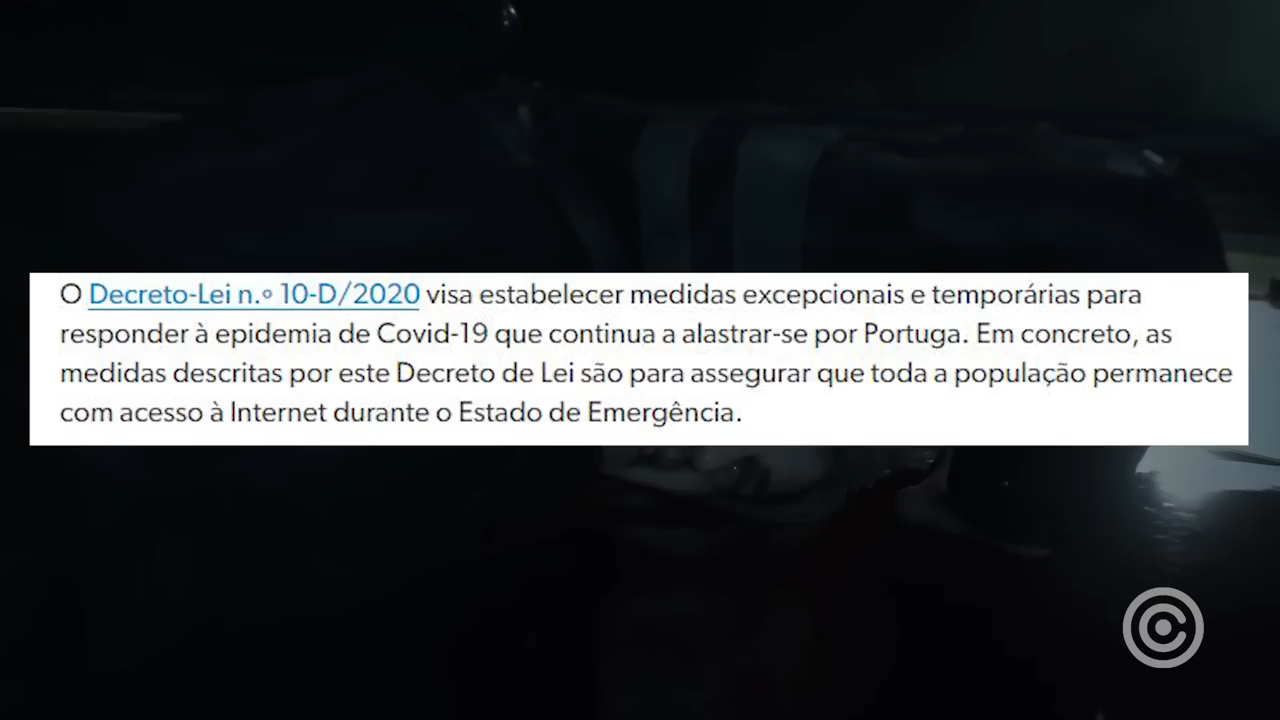 O Decreto-Lei n.º 10-D/2020 visa estabelecer medidas excepcionais e temporárias para
responder à epidemia de Covid-19 que continua a alastrar-se por Portuga. Em concreto, as
medidas descritas por este Decreto de Lei são para assegurar que toda a população permanece
com acesso à Internet durante o Estado de Emergência.